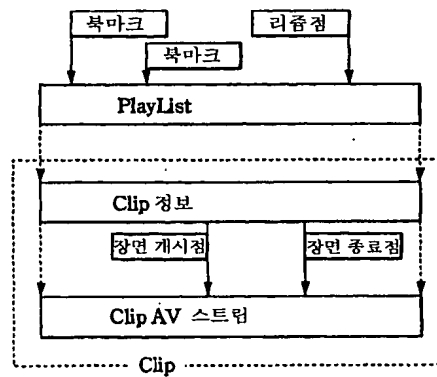 북마크
리쥼점
북마크
PlayList
Clip 정보
장면 개시점
장면 종료점
Clip AV 스트림
Clip